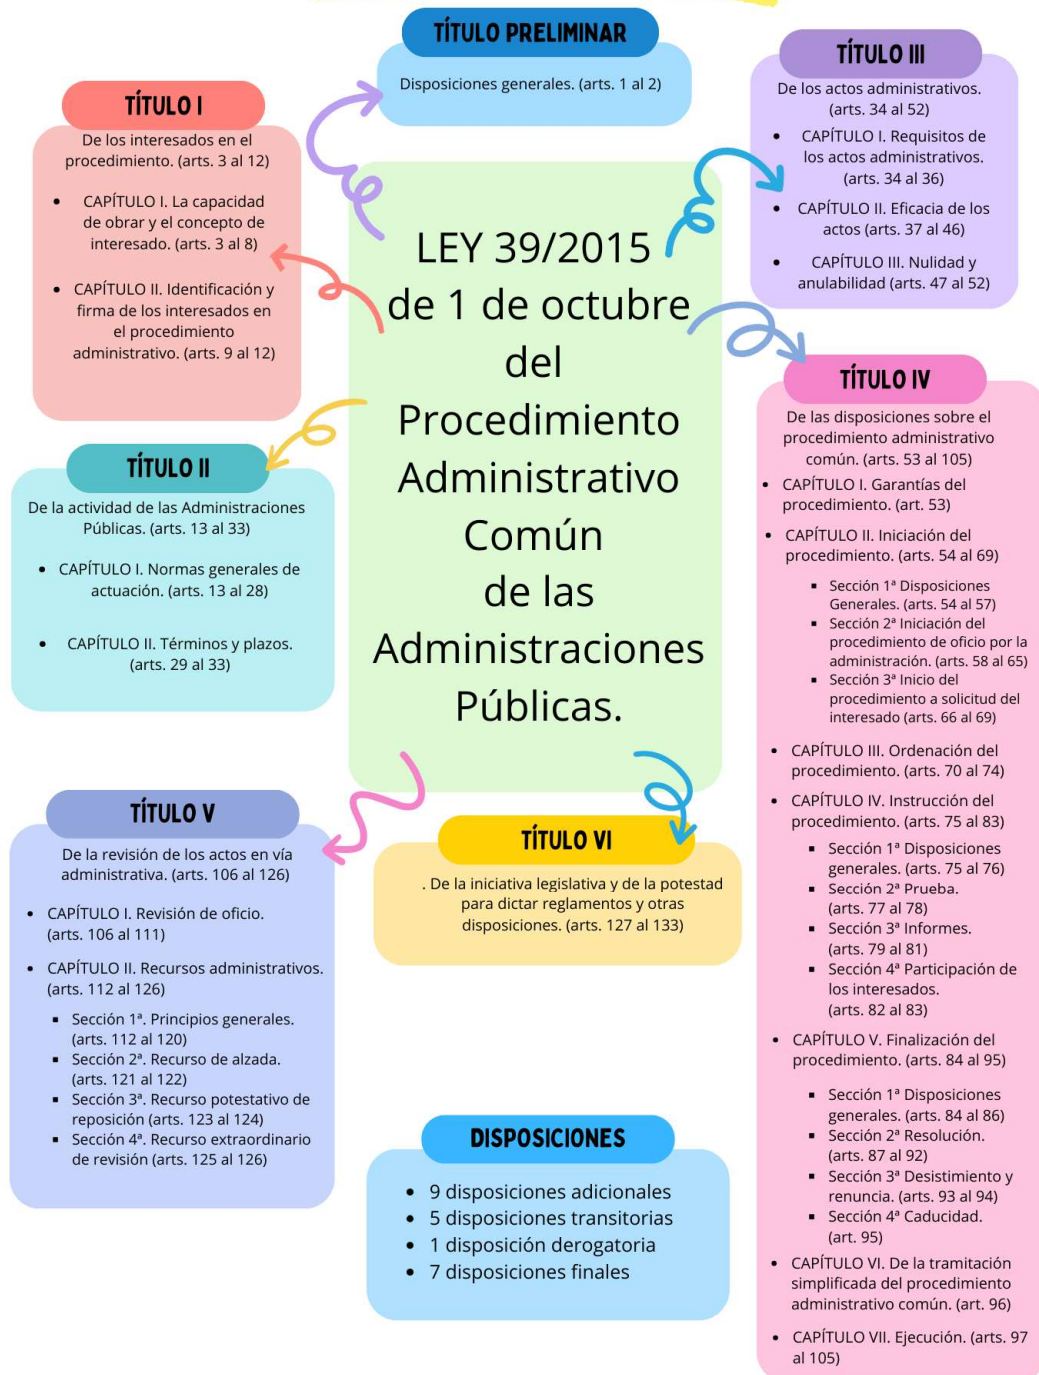 TÍTULO PRELIMINAR
Disposiciones generales. (arts. 1 al 2)
TÍTULO I
De los interesados en el
procedimiento. (arts. 3 al 12)
• CAPÍTULO I. La capacidad
de obrar y el concepto de
interesado. (arts. 3 al 8)
• CAPÍTULO II. Identificación y
firma de los interesados en
el procedimiento
administrativo. (arts. 9 al 12)
TÍTULO II
De la actividad de las Administraciones
Públicas. (arts. 13 al 33)
• CAPÍTULO I. Normas generales de
actuación. (arts. 13 al 28)
• CAPÍTULO II. Términos y plazos.
(arts. 29 al 33)
LEY 39/2015
de 1 de octubre
del
Procedimiento
Administrativo
Común
de las
Administraciones
Públicas.
TÍTULO III
De los actos administrativos.
(arts. 34 al 52)
• CAPÍTULO I. Requisitos de
los actos administrativos.
(arts. 34 al 36)
• CAPÍTULO II. Eficacia de los
actos (arts. 37 al 46)
• CAPÍTULO III. Nulidad y
anulabilidad (arts. 47 al 52)
TÍTULO IV
De las disposiciones sobre el
procedimiento administrativo
común. (arts. 53 al 105)
• CAPÍTULO I. Garantías del
procedimiento. (art. 53)
• CAPÍTULO II. Iniciación del
procedimiento. (arts. 54 al 69)
▪ Sección 1ª Disposiciones
Generales. (arts. 54 al 57)
▪ Sección 2ª Iniciación del
procedimiento de oficio por la
administración. (arts. 58 al 65)
▪ Sección 3ª Inicio del
procedimiento a solicitud del
interesado (arts. 66 al 69)
• CAPÍTULO III. Ordenación del
procedimiento. (arts. 70 al 74)
• CAPÍTULO IV. Instrucción del
procedimiento. (arts. 75 al 83)
▪ Sección 1ª Disposiciones
generales. (arts. 75 al 76)
▪ Sección 2ª Prueba.
(arts. 77 al 78)
▪ Sección 3ª Informes.
(arts. 79 al 81)
▪ Sección 4ª Participación de
los interesados.
(arts. 82 al 83)
• CAPÍTULO V. Finalización del
procedimiento. (arts. 84 al 95)
▪ Sección 1ª Disposiciones
generales. (arts. 84 al 86)
▪ Sección 2ª Resolución.
(arts. 87 al 92)
▪ Sección 3ª Desistimiento y
renuncia. (arts. 93 al 94)
▪ Sección 4ª Caducidad.
(art. 95)
• CAPÍTULO VI. De la tramitación
simplificada del procedimiento
administrativo común. (art. 96)
• CAPÍTULO VII. Ejecución. (arts. 97
al 105)
TÍTULO V
De la revisión de los actos en vía
administrativa. (arts. 106 al 126)
• CAPÍTULO I. Revisión de oficio.
(arts. 106 al 111)
• CAPÍTULO II. Recursos administrativos.
(arts. 112 al 126)
▪ Sección 1ª. Principios generales.
(arts. 112 al 120)
▪ Sección 2ª. Recurso de alzada.
(arts. 121 al 122)
▪ Sección 3ª. Recurso potestativo de
reposición (arts. 123 al 124)
▪ Sección 4ª. Recurso extraordinario
de revisión (arts. 125 al 126)
TÍTULO VI
. De la iniciativa legislativa y de la potestad
para dictar reglamentos y otras
disposiciones. (arts. 127 al 133)
DISPOSICIONES
• 9 disposiciones adicionales
• 5 disposiciones transitorias
• 1 disposición derogatoria
• 7 disposiciones finales